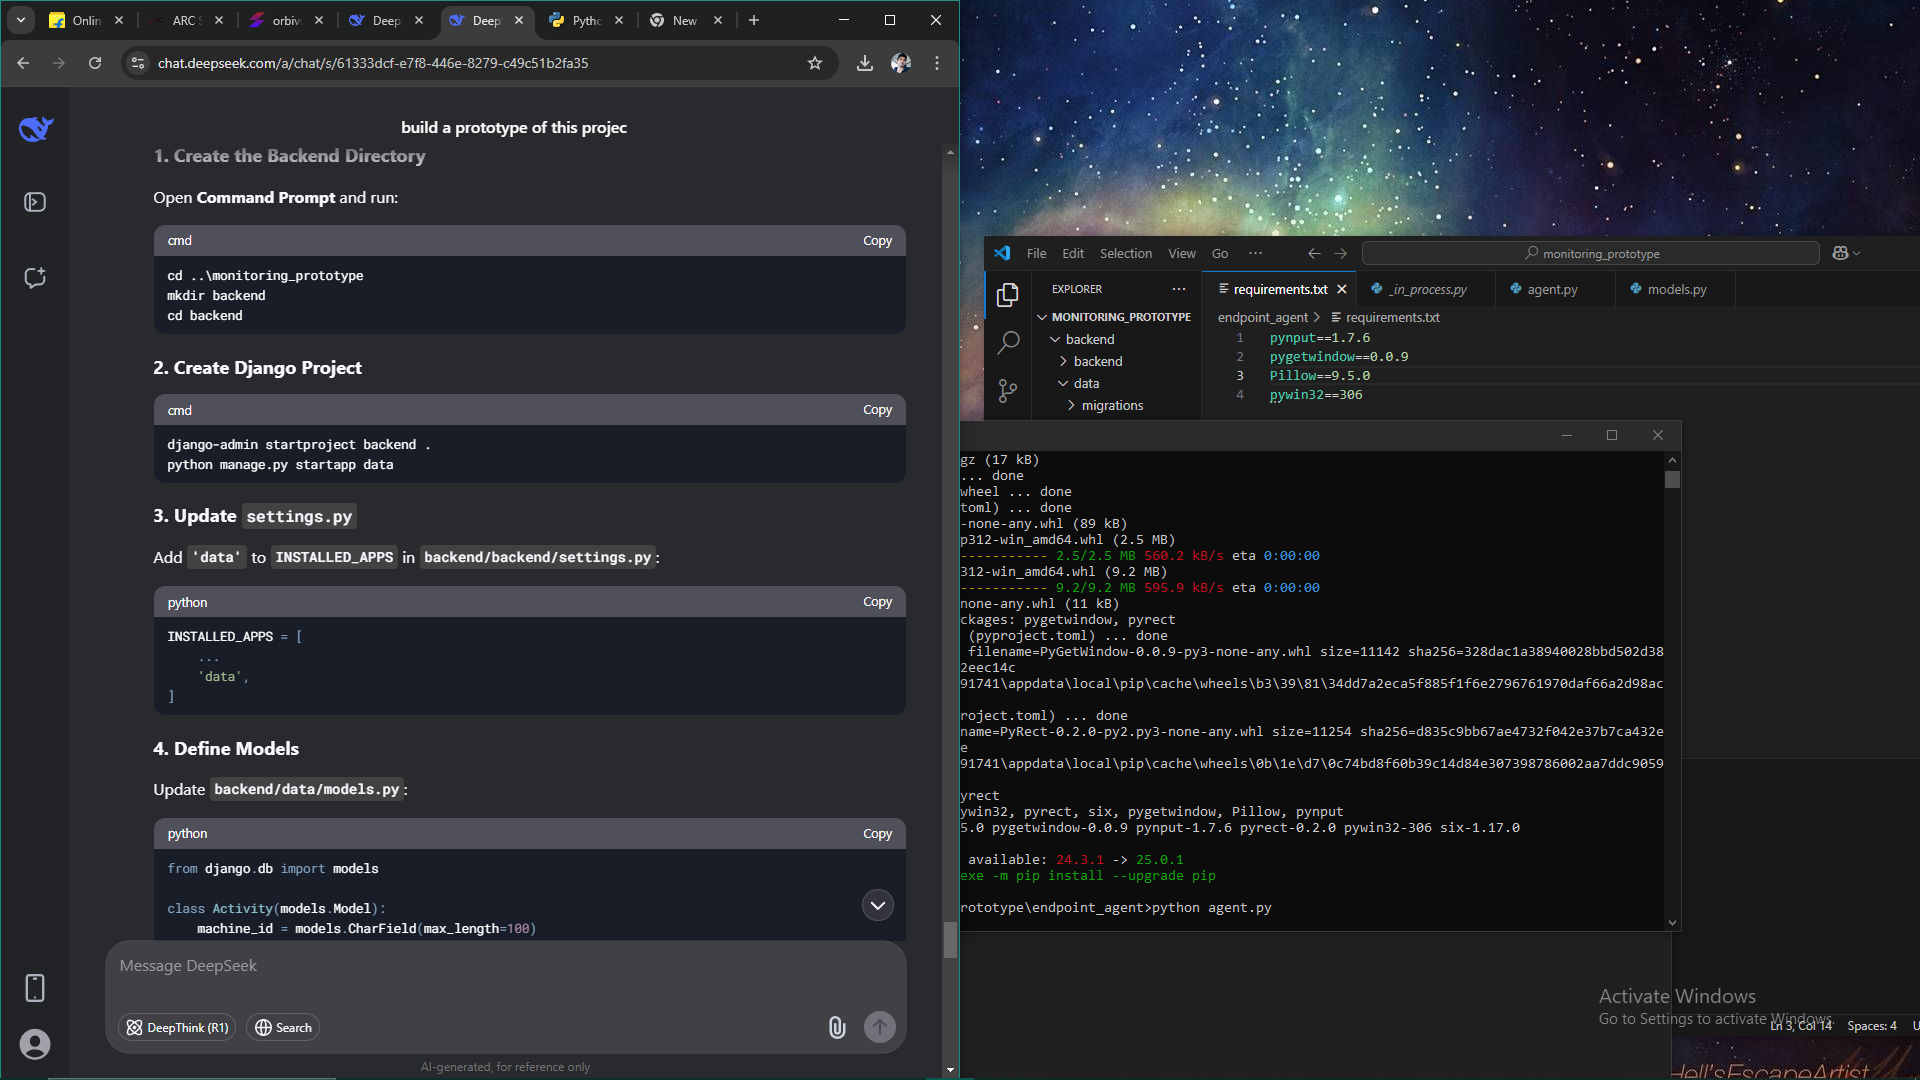 Onlin
ARC S
orbiv
Deep
Deep
Pytho
New
chat.deepseek.com/a/chat/s/61333dcf-e7f8-446e-8279-c49c51b2fa35
build a prototype of this projec
1. Create the Backend Directory
Open Command Prompt and run:
cmd
Copy
cd ..\monitoring_prototype
mkdir backend
cd backend
2. Create Django Project
cmd
Copy
django-admin startproject backend .
python manage.py startapp data
3. Update settings.py
Add 'data' to INSTALLED_APPS in backend/backend/settings.py:
python
Copy
INSTALLED_APPS = [
...
'data',
]
4. Define Models
Update backend/data/models.py:
python
Copy
from django.db import models
class Activity(models.Model):
machine_id = models.CharField(max_length=100)
Message DeepSeek
DeepThink (R1)
Search
AI-generated, for reference only
File Edit Selection View Go ···
monitoring_prototype
EXPLORER
requirements.txt
_in_process.py
agent.py
models.py
MONITORING_PROTOTYPE
backend
backend
data
migrations
endpoint_agent > requirements.txt
1 pynput==1.7.6
2 pygetwindow==0.0.9
3 Pillow==9.5.0
4 pywin32==306
gz (17 kB)
... done
wheel ... done
toml) ... done
-none-any.whl (89 kB)
p312-win_amd64.whl (2.5 MB)
----------- 2.5/2.5 MB 560.2 kB/s eta 0:00:00
312-win_amd64.whl (9.2 MB)
----------- 9.2/9.2 MB 595.9 kB/s eta 0:00:00
none-any.whl (11 kB)
ckages: pygetwindow, pyrect
(pyproject.toml) ... done
filename=PyGetWindow-0.0.9-py3-none-any.whl size=11142 sha256=328dac1a38940028bbd502d38
2eec14c
91741\appdata\local\pip\cache\wheels\b3\39\81\34dd7a2eca5f885f1f6e2796761970daf66a2d98ac
roject.toml) ... done
name=PyRect-0.2.0-py2.py3-none-any.whl size=11254 sha256=d835c9bb67ae4732f042e37b7ca432e
e
91741\appdata\local\pip\cache\wheels\0b\1e\d7\0c74bd8f60b39c14d84e307398786002aa7ddc9059
yrect
ywin32, pyrect, six, pygetwindow, Pillow, pynput
5.0 pygetwindow-0.0.9 pynput-1.7.6 pyrect-0.2.0 pywin32-306 six-1.17.0
available: 24.3.1 -> 25.0.1
exe -m pip install --upgrade pip
rototype\endpoint_agent>python agent.py
Activate Windows
Go to Settings to activate Windows.
Ln 3, Col 14
Spaces: 4
U
Hell'sEscapeArtist